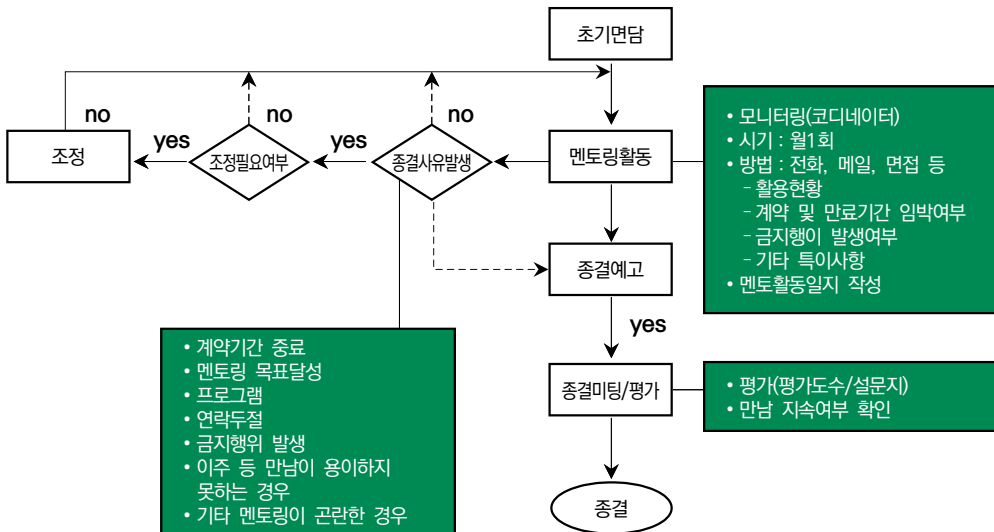 초기면담
no
no
no
yes
yes
조정
조정필요여부
종결사유발생
멘토링활동
• 모니터링(코디네이터)
• 시기 : 월1회
• 방법 : 전화, 메일, 면접 등
- 활용현황
- 계약 및 만료기간 임박여부
- 금지행이 발생여부
- 기타 특이사항
• 멘토활동일지 작성
종결예고
yes
• 계약기간 중료
• 멘토링 목표달성
• 프로그램
• 연락두절
• 금지행위 발생
• 이주 등 만남이 용이하지
못하는 경우
• 기타 멘토링이 곤란한 경우
종결미팅/평가
• 평가(평가도수/설문지)
• 만남 지속여부 확인
종결